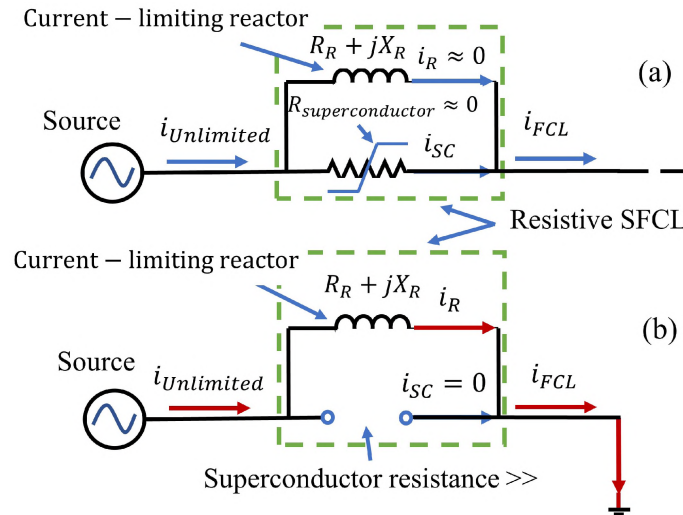 Current − limiting reactor
R_R + jX_R
i_R ≈ 0
(a)
R_superconductor ≈ 0
Source
i_Unlimited
i_SC
i_FCL
Resistive SFCL
Current − limiting reactor
R_R + jX_R
i_R
(b)
Source
i_Unlimited
i_SC = 0
i_FCL
Superconductor resistance >>